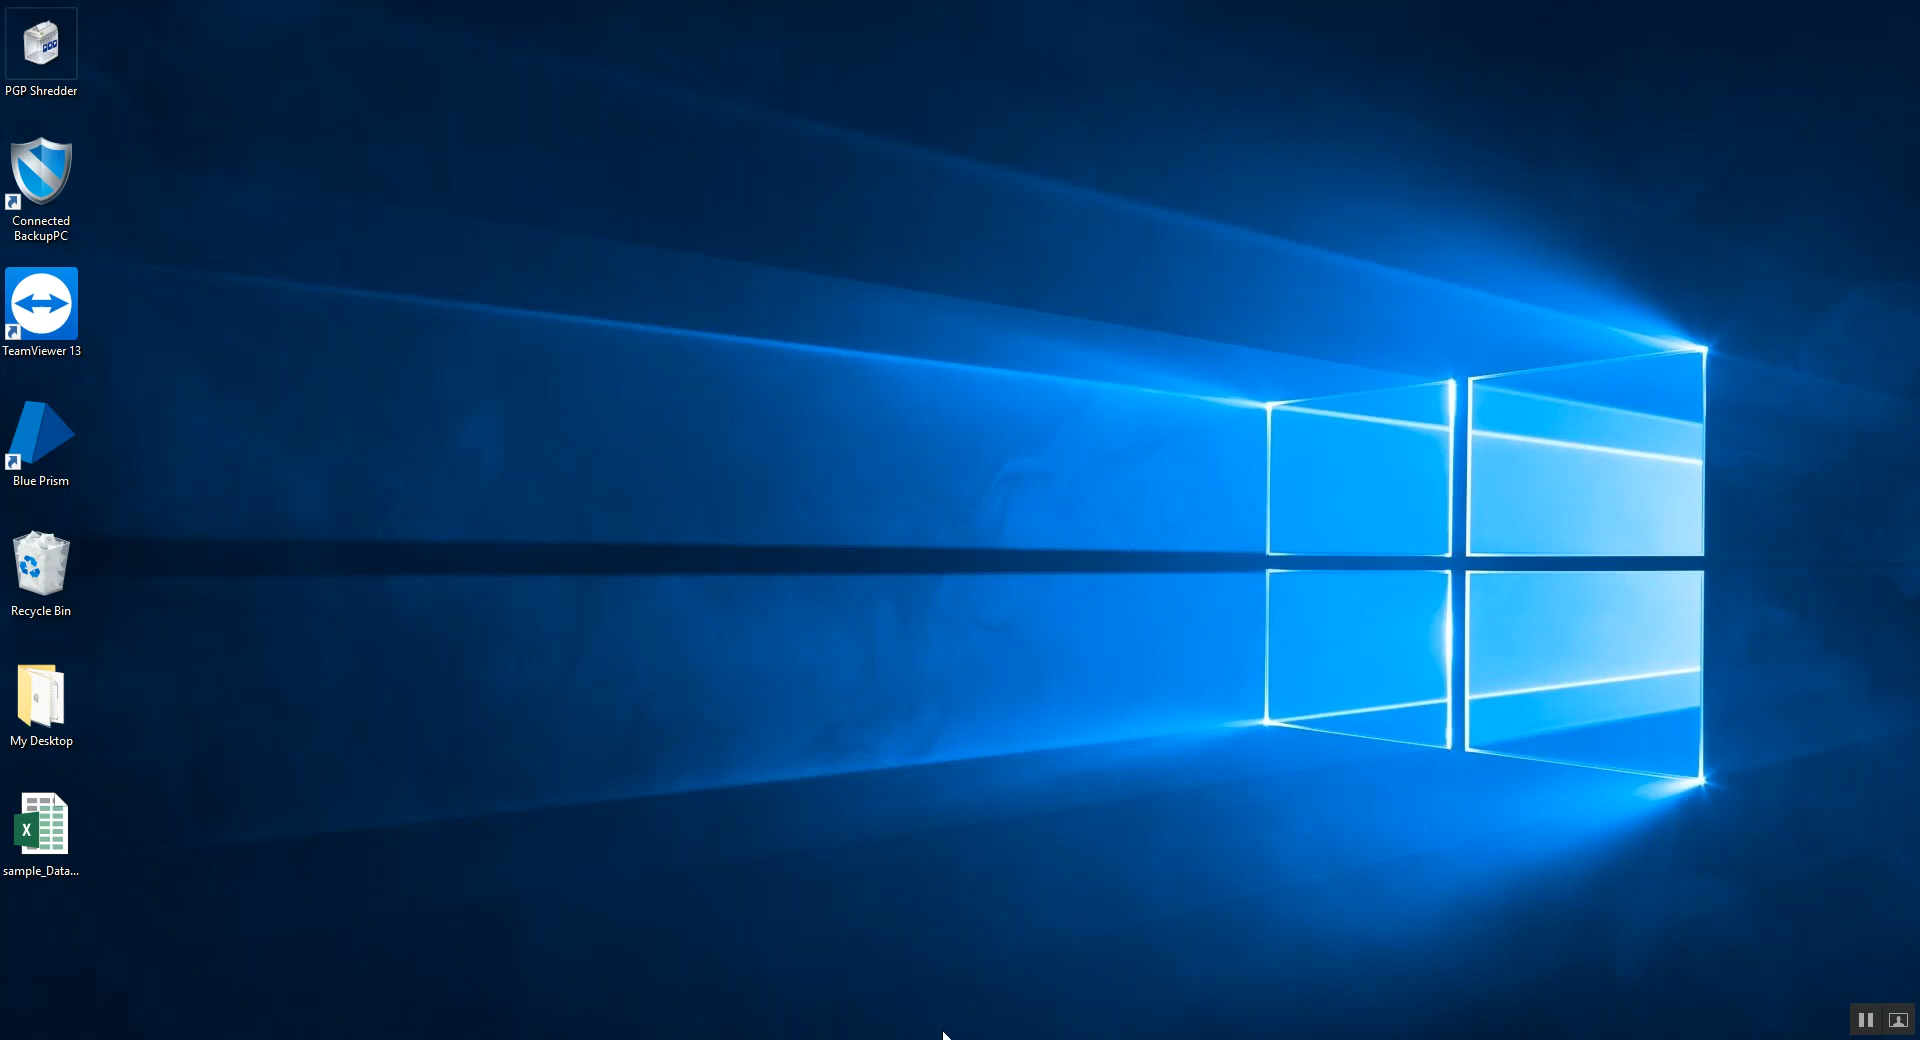 PGP Shredder
Connected
BackupPC
TeamViewer 13
Blue Prism
Recycle Bin
My Desktop
X
sample_Data...